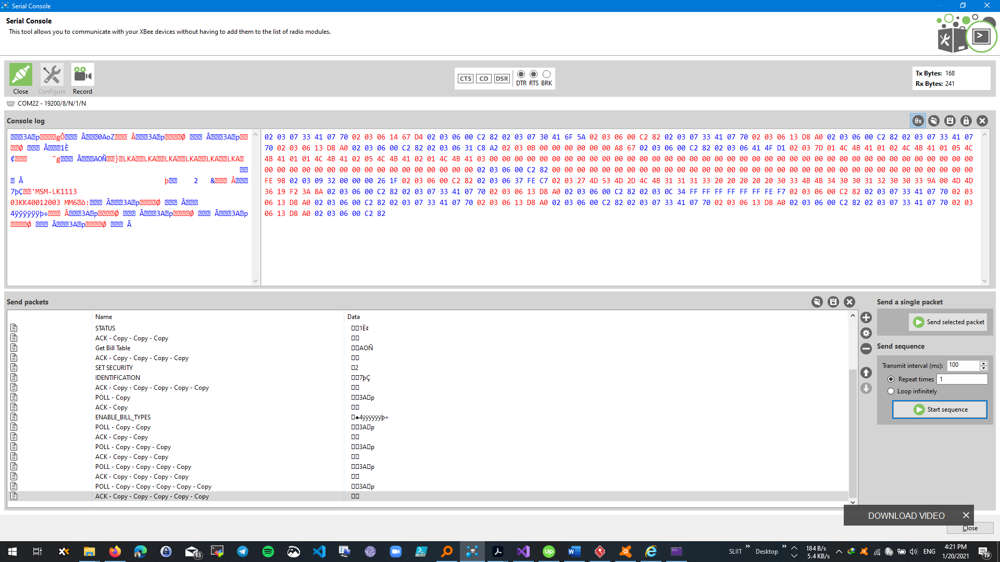 Serial Console
Serial Console
This tool allows you to communicate with your XBee devices without having to add them to the list of radio modules.
Close
Configure
Record
CTS CD DSR
DTR RTS BRK
Tx Bytes: 168
Rx Bytes: 241
COM22 - 19200/8/N/1/N
Console log
0x
02 03 07 33 41 07 70 02 03 06 14 67 D4 02 03 06 00 C2 82 02 03 07 30 41 6F 5A 02 03 06 00 C2 82 02 03 07 33 41 07 70 02 03 06 13 D8 A0 02 03 06 00 C2 82 02 03 07 33 41 07
70 02 03 06 13 D8 A0 02 03 06 00 C2 82 02 03 06 31 C8 A2 02 03 0B 00 00 00 00 00 00 A8 67 02 03 06 00 C2 82 02 03 06 41 4F D1 02 03 7D 01 4C 4B 41 01 02 4C 4B 41 01 05 4C
4B 41 01 01 4C 4B 41 02 05 4C 4B 41 02 01 4C 4B 41 03 00 00 00 00 00 00 00 00 00 00 00 00 00 00 00 00 00 00 00 00 00 00 00 00 00 00 00 00 00 00 00 00 00 00 00 00 00 00 00
00 00 00 00 00 00 00 00 00 00 00 00 00 00 00 00 00 02 03 06 00 C2 82 00 00 00 00 00 00 00 00 00 00 00 00 00 00 00 00 00 00 00 00 00 00 00 00 00 00 00 00 00 00 00 00 00 00
FE 98 02 03 09 32 00 00 00 26 1F 02 03 06 00 C2 82 02 03 06 37 FE C7 02 03 27 4D 53 4D 2D 4C 4B 31 31 31 33 20 20 20 20 20 30 33 4B 4B 34 30 30 31 32 30 30 33 9A 00 4D 4D
36 19 F2 3A 8A 02 03 06 00 C2 82 02 03 07 33 41 07 70 02 03 06 13 D8 A0 02 03 06 00 C2 82 02 03 0C 34 FF FF FF FF FF FF FE F7 02 03 06 00 C2 82 02 03 07 33 41 07 70 02 03
06 13 D8 A0 02 03 06 00 C2 82 02 03 07 33 41 07 70 02 03 06 13 D8 A0 02 03 06 00 C2 82 02 03 07 33 41 07 70 02 03 06 13 D8 A0 02 03 06 00 C2 82 02 03 07 33 41 07 70 02 03
06 13 D8 A0 02 03 06 00 C2 82
Send packets
Name Data
STATUS 1È¢
ACK - Copy - Copy - Copy
Get Bill Table AOÑ
ACK - Copy - Copy - Copy - Copy
SET SECURITY 2
IDENTIFICATION 7þÇ
ACK - Copy - Copy - Copy - Copy - Copy
POLL - Copy 3A p
ACK - Copy
ENABLE_BILL_TYPES 4ÿÿÿÿÿÿþ÷
POLL - Copy - Copy 3A p
ACK - Copy - Copy
POLL - Copy - Copy - Copy 3A p
ACK - Copy - Copy - Copy
POLL - Copy - Copy - Copy - Copy 3A p
ACK - Copy - Copy - Copy - Copy
POLL - Copy - Copy - Copy - Copy - Copy 3A p
ACK - Copy - Copy - Copy - Copy - Copy
Send a single packet
Send selected packet
Send sequence
Transmit interval (ms): 100
Repeat times 1
Loop infinitely
Start sequence
DOWNLOAD VIDEO
Close
13
Up
SLIIT
Desktop
184 B/s
5.4 KB/s
ENG
4:21 PM
1/20/2021
19